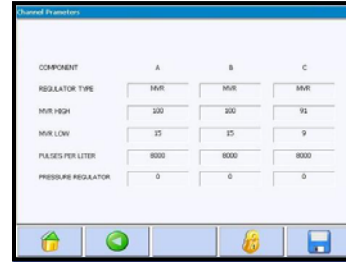 Channel Prameters
COMPONENT A B C
REGULATOR TYPE MVR MVR MVR
MVR HIGH 100 100 91
MVR LOW 15 15 9
PULSES PER LITER 8000 8000 8000
PRESSURE REGULATOR 0 0 0